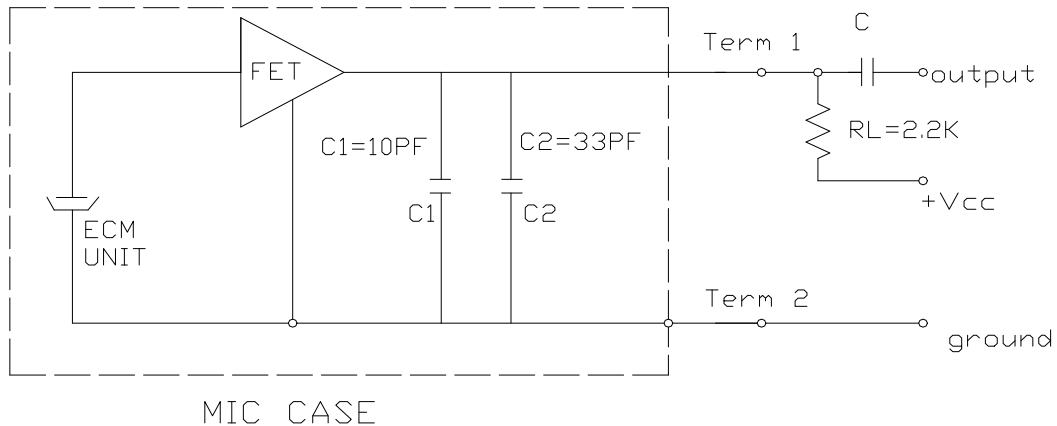 C
Term 1
FET
output
C1=10PF
C2=33PF
RL=2.2K
+Vcc
C1
C2
ECM
UNIT
Term 2
ground
MIC CASE